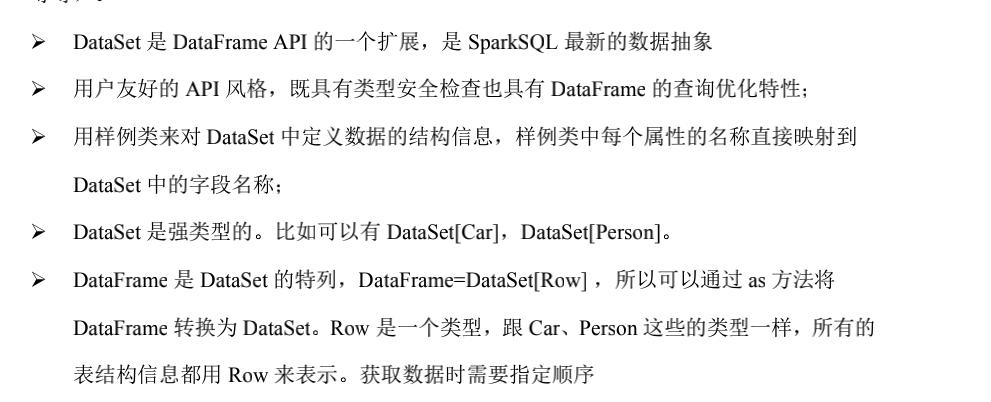 ➢ DataSet 是 DataFrame API 的一个扩展，是 SparkSQL 最新的数据抽象
➢ 用户友好的 API 风格，既具有类型安全检查也具有 DataFrame 的查询优化特性；
➢ 用样例类来对 DataSet 中定义数据的结构信息，样例类中每个属性的名称直接映射到
DataSet 中的字段名称；
➢ DataSet 是强类型的。比如可以有 DataSet[Car]，DataSet[Person]。
➢ DataFrame 是 DataSet 的特列，DataFrame=DataSet[Row] ，所以可以通过 as 方法将
DataFrame 转换为 DataSet。Row 是一个类型，跟 Car、Person 这些的类型一样，所有的
表结构信息都用 Row 来表示。获取数据时需要指定顺序